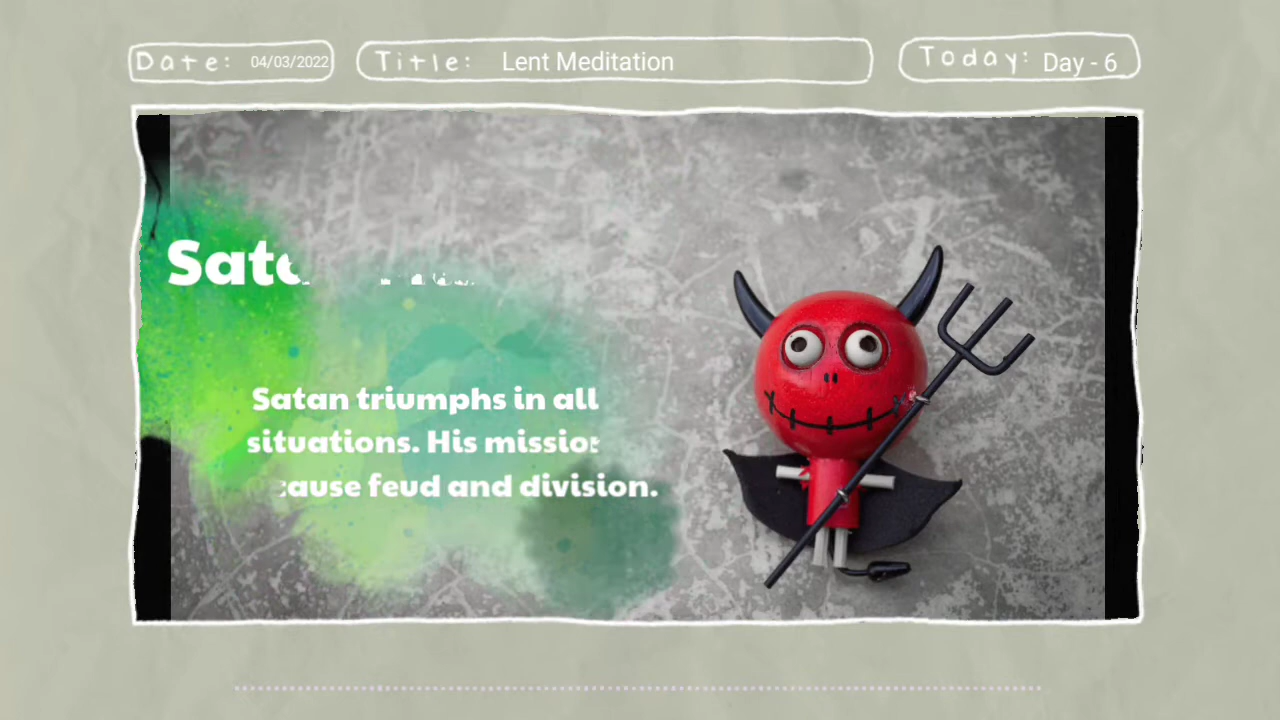 Date: 04/03/2022 Title: Lent Meditation Today: Day - 6
Satan triumphs in all
situations. His mission
cause feud and division.